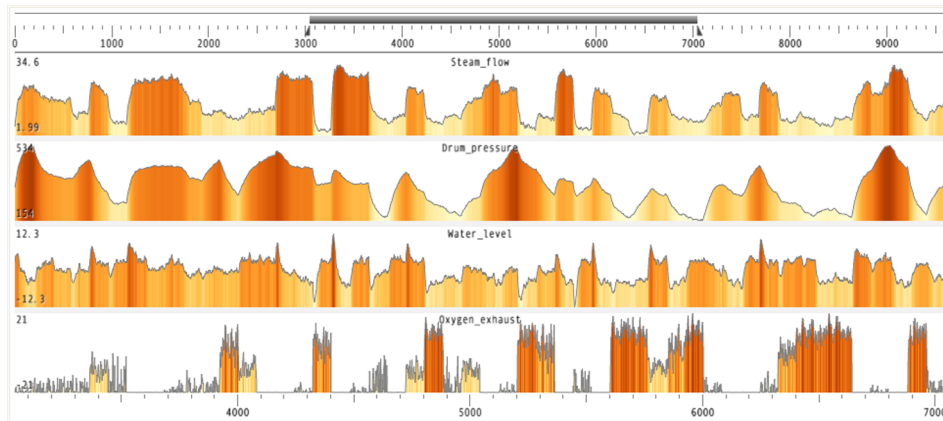 0 1000 2000 3000 4000 5000 6000 7000 8000 9000
34.6 Steam_flow
1.99
534 Drum_pressure
154
12.3 Water_level
-12.3
21 Oxygen_exhaust
-21
4000 5000 6000 7000